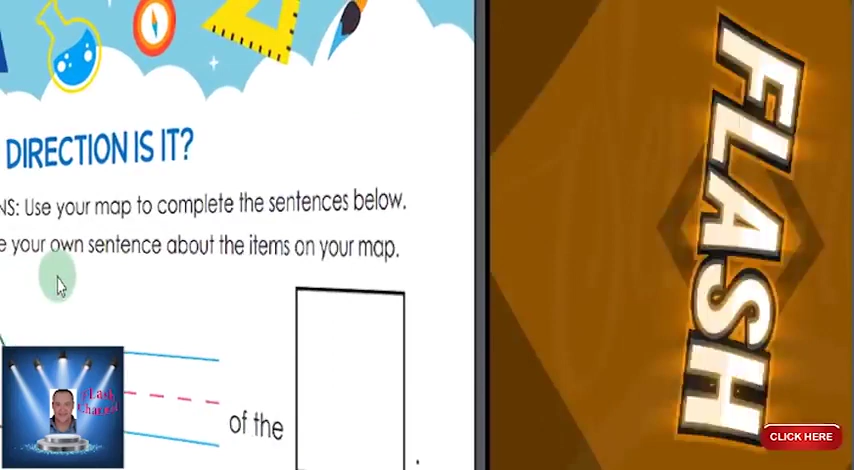 DIRECTION IS IT?
NS: Use your map to complete the sentences below.
e your own sentence about the items on your map.
of the
.
FLASH
CLICK HERE